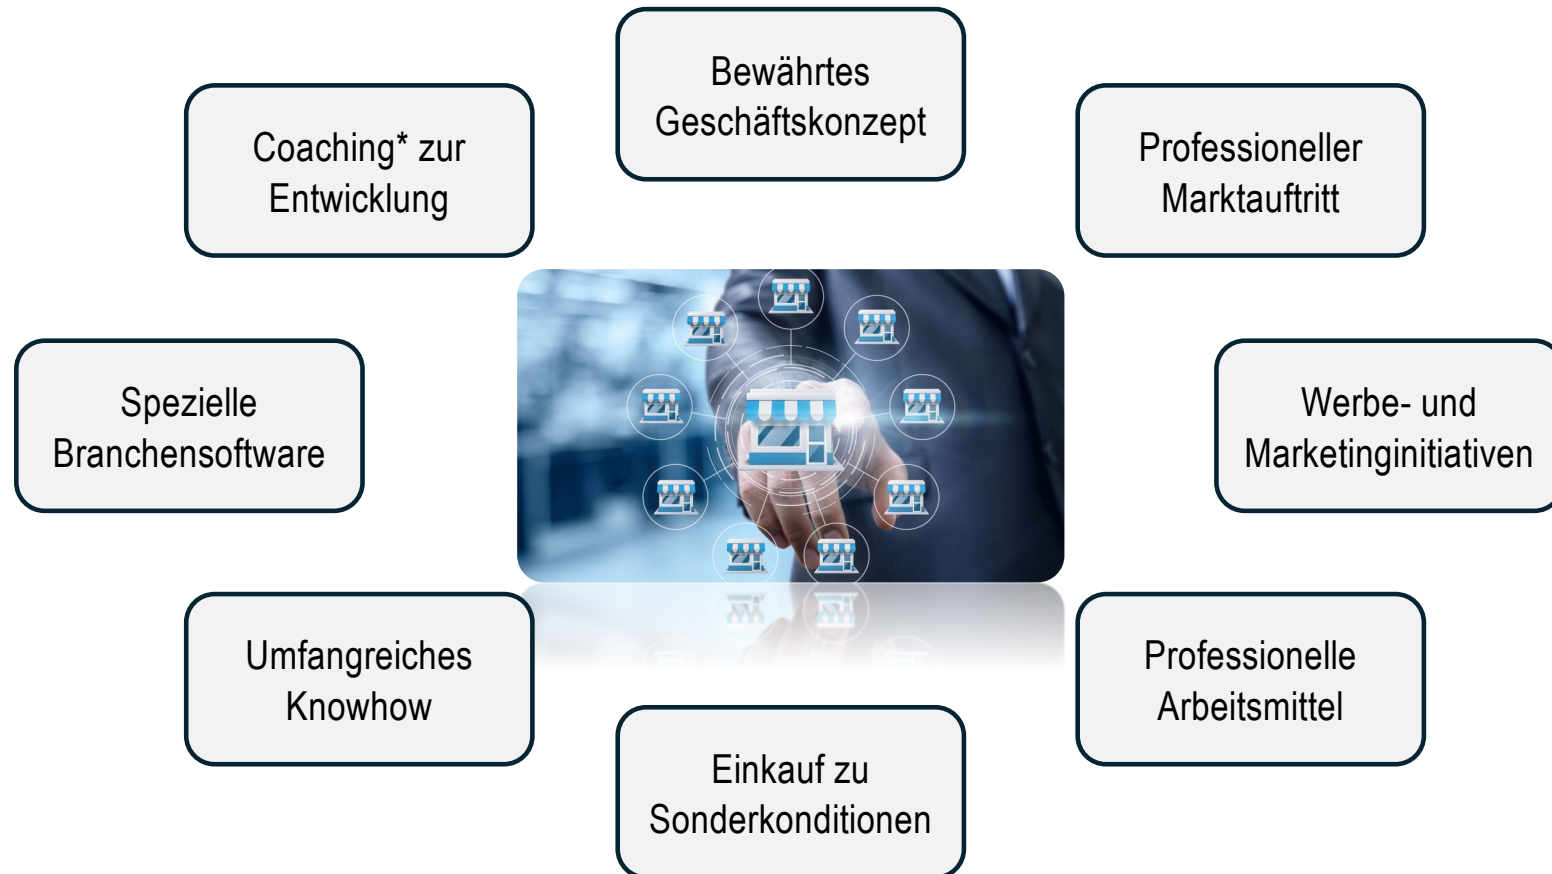 Bewährtes
Geschäftskonzept
Coaching* zur
Entwicklung
Professioneller
Marktauftritt
Spezielle
Branchensoftware
Werbe- und
Marketinginitiativen
Umfangreiches
Knowhow
Professionelle
Arbeitsmittel
Einkauf zu
Sonderkonditionen